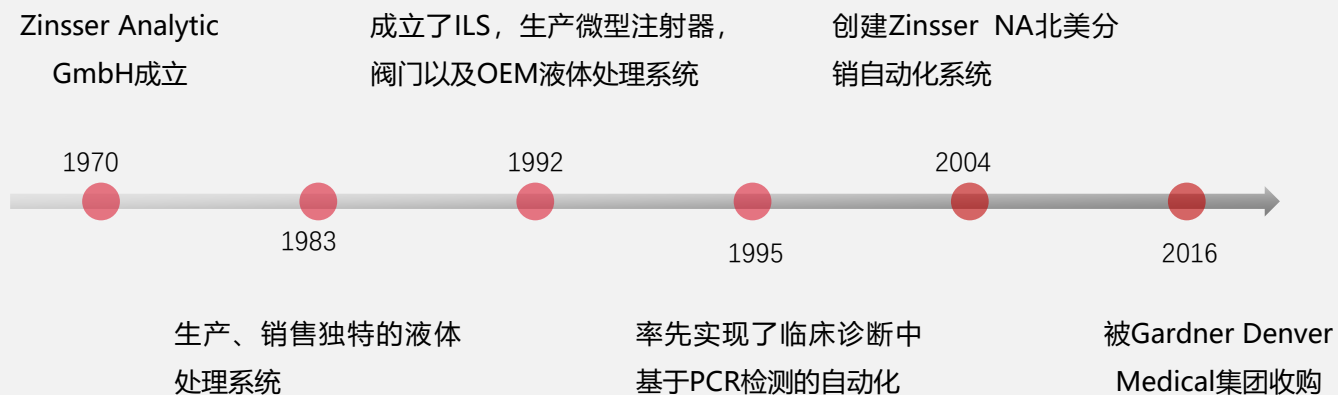 Zinsser Analytic
GmbH成立
成立了ILS，生产微型注射器，
阀门以及OEM液体处理系统
创建Zinsser NA北美分
销自动化系统
1970
1992
2004
1983
1995
2016
生产、销售独特的液体
处理系统
率先实现了临床诊断中
基于PCR检测的自动化
被Gardner Denver
Medical集团收购